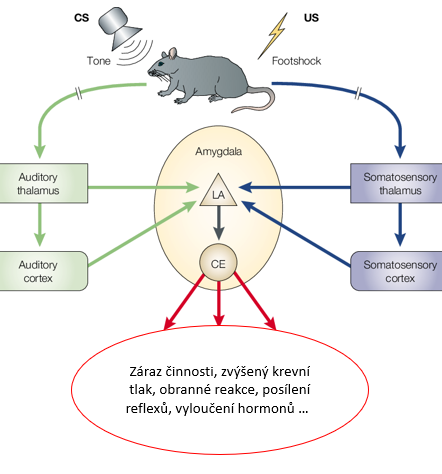 CS
US
Tone
Footshock
Amygdala
Auditory
thalamus
LA
Somatosensory
thalamus
Auditory
cortex
CE
Somatosensory
cortex
Záraz činnosti, zvýšený krevní
tlak, obranné reakce, posílení
reflexů, vyloučení hormonů ...